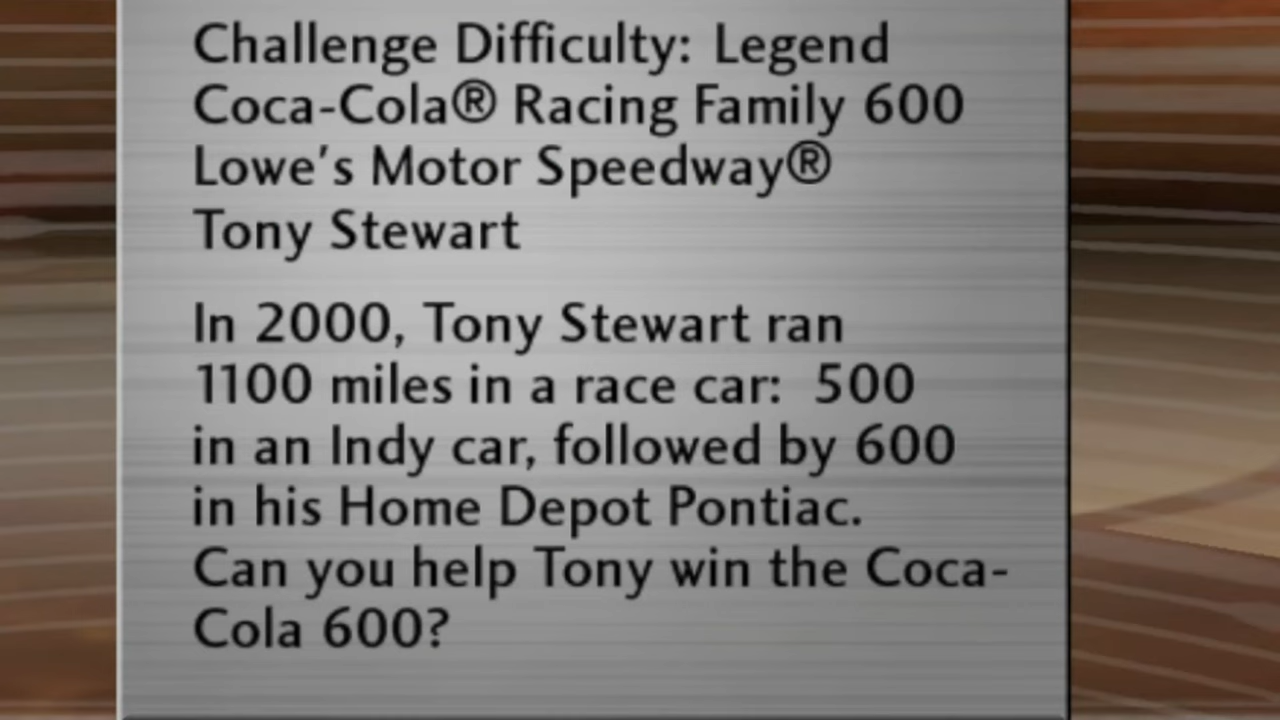 Challenge Difficulty: Legend
Coca-Cola® Racing Family 600
Lowe's Motor Speedway®
Tony Stewart
In 2000, Tony Stewart ran
1100 miles in a race car:  500
in an Indy car, followed by 600
in his Home Depot Pontiac.
Can you help Tony win the Coca-
Cola 600?